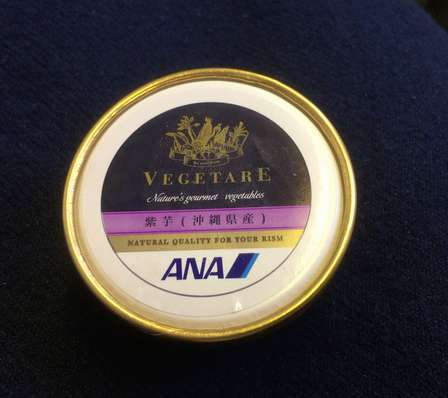 VEGETARE
Nature's gourmet vegetables
紫芋(沖縄県産)
NATURAL QUALITY FOR YOUR RISM
ANA